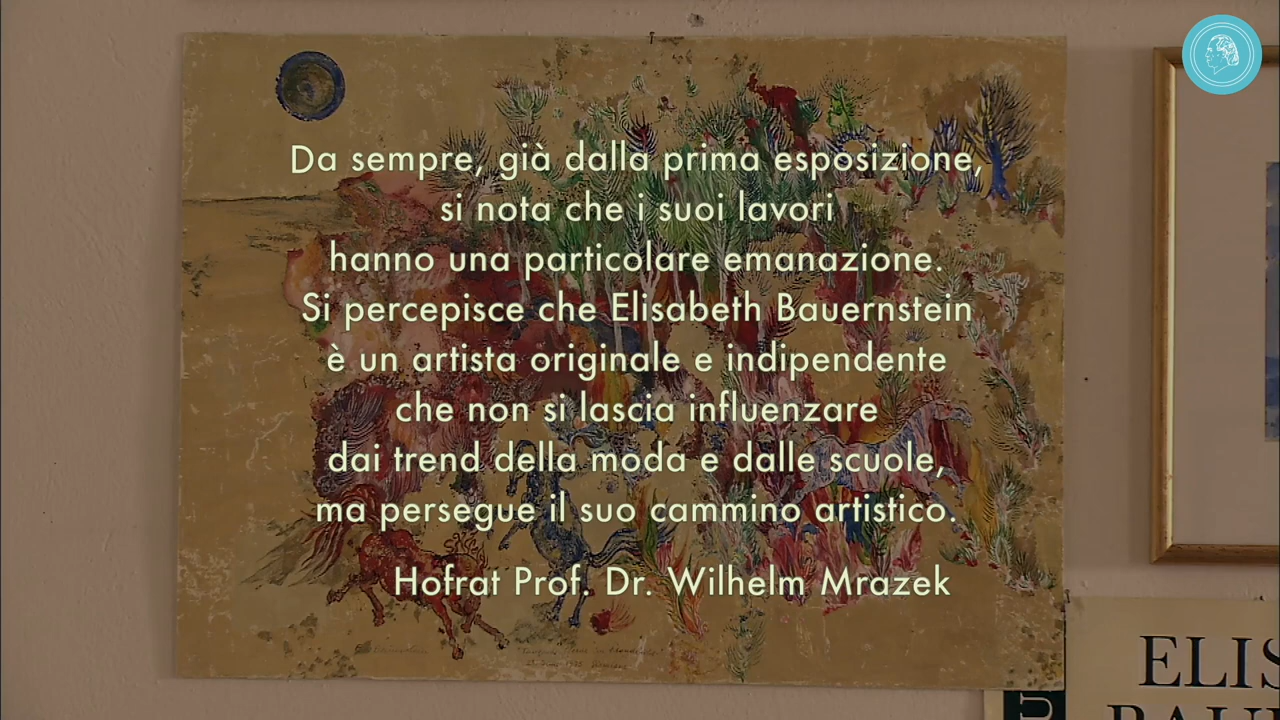 Da sempre, già dalla prima esposizione,
si nota che i suoi lavori
hanno una particolare emanazione.
Si percepisce che Elisabeth Bauernstein
è un artista originale e indipendente
che non si lascia influenzare
dai trend della moda e dalle scuole,
ma persegue il suo cammino artistico.
Hofrat Prof. Dr. Wilhelm Mrazek
ELIS